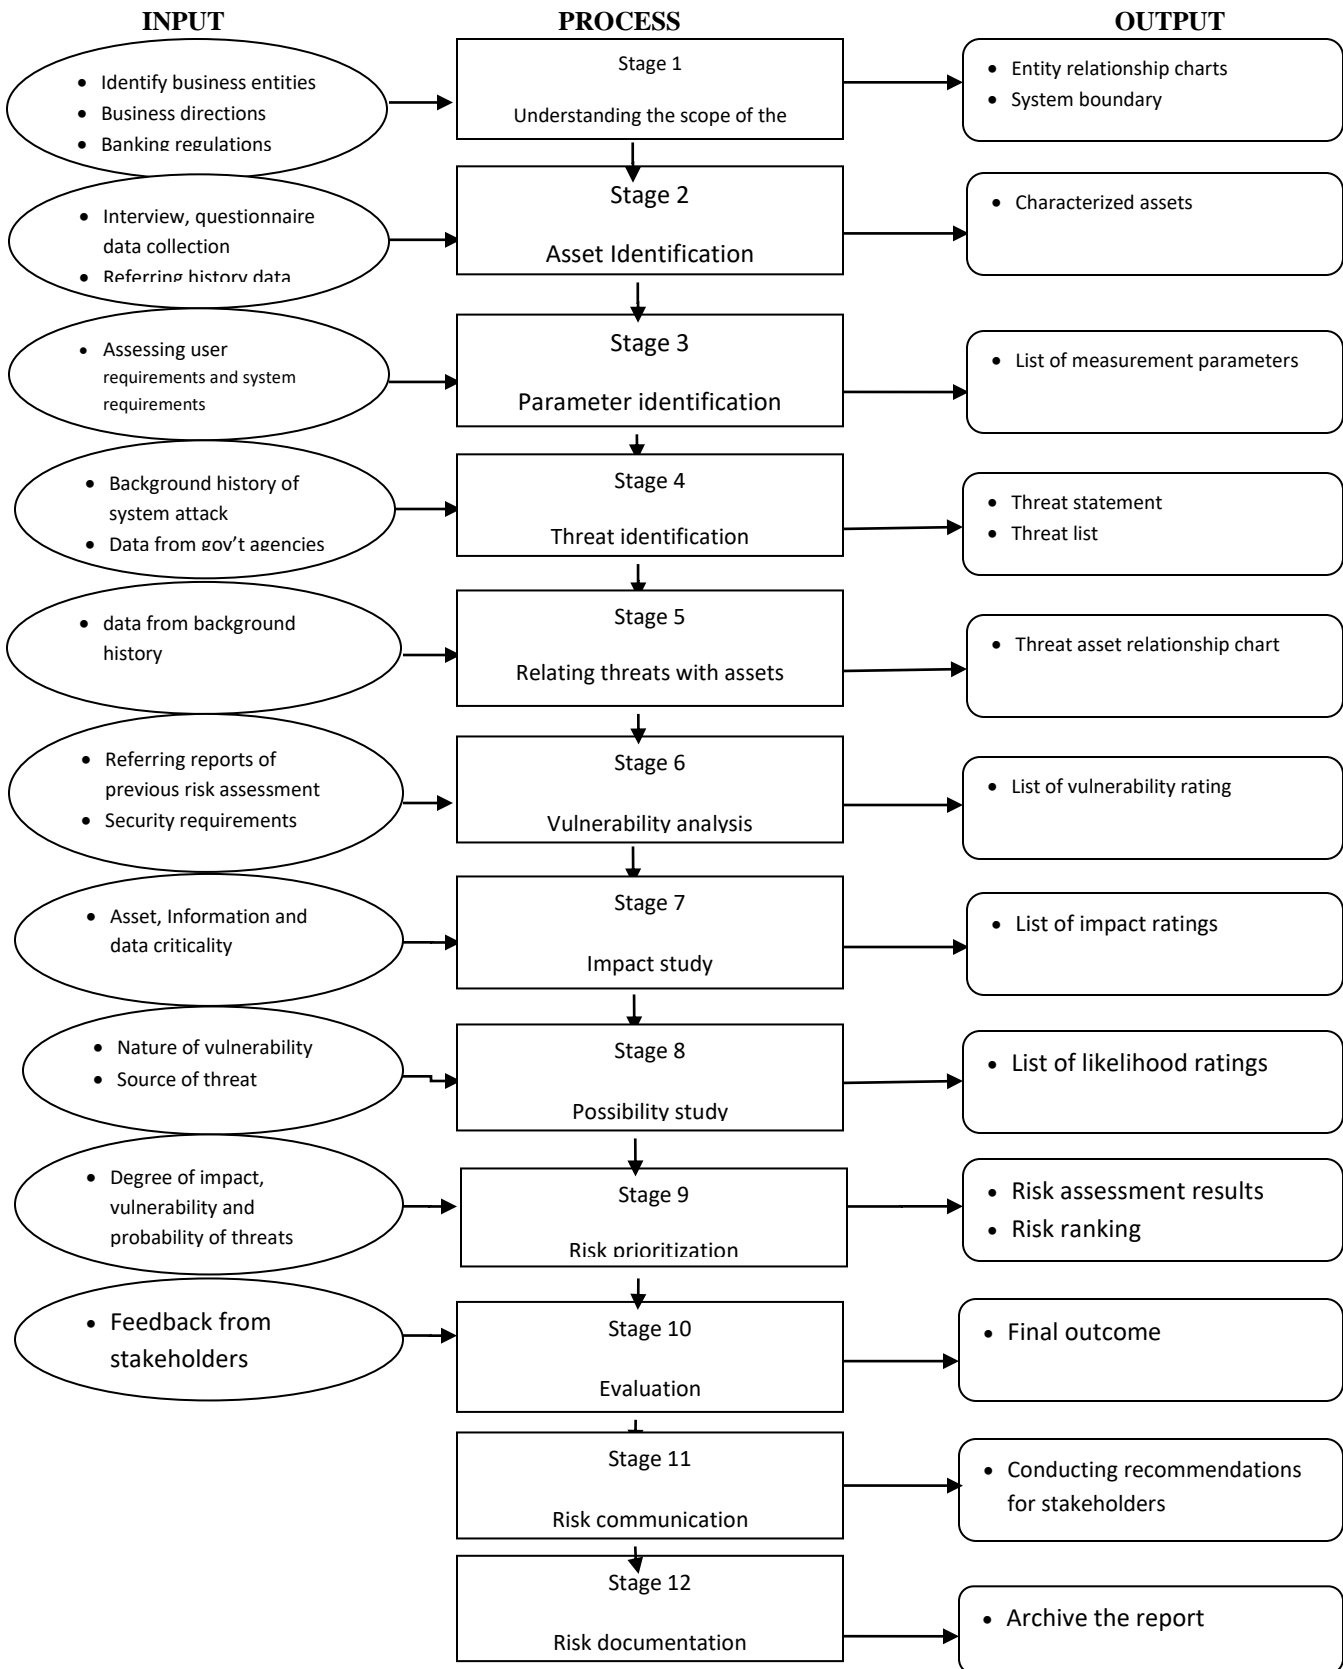 INPUT PROCESS OUTPUT
• Identify business entities
• Business directions
• Banking regulations
Stage 1
Understanding the scope of the
• Entity relationship charts
• System boundary
• Interview, questionnaire
data collection
• Referring history data
Stage 2
Asset Identification
• Characterized assets
• Assessing user
requirements and system
requirements
Stage 3
Parameter identification
• List of measurement parameters
• Background history of
system attack
• Data from gov't agencies
Stage 4
Threat identification
• Threat statement
• Threat list
• data from background
history
Stage 5
Relating threats with assets
• Threat asset relationship chart
• Referring reports of
previous risk assessment
• Security requirements
Stage 6
Vulnerability analysis
• List of vulnerability rating
• Asset, Information and
data criticality
Stage 7
Impact study
• List of impact ratings
• Nature of vulnerability
• Source of threat
Stage 8
Possibility study
• List of likelihood ratings
• Degree of impact,
vulnerability and
probability of threats
Stage 9
Risk prioritization
• Risk assessment results
• Risk ranking
• Feedback from
stakeholders
Stage 10
Evaluation
• Final outcome
Stage 11
Risk communication
• Conducting recommendations
for stakeholders
Stage 12
Risk documentation
• Archive the report